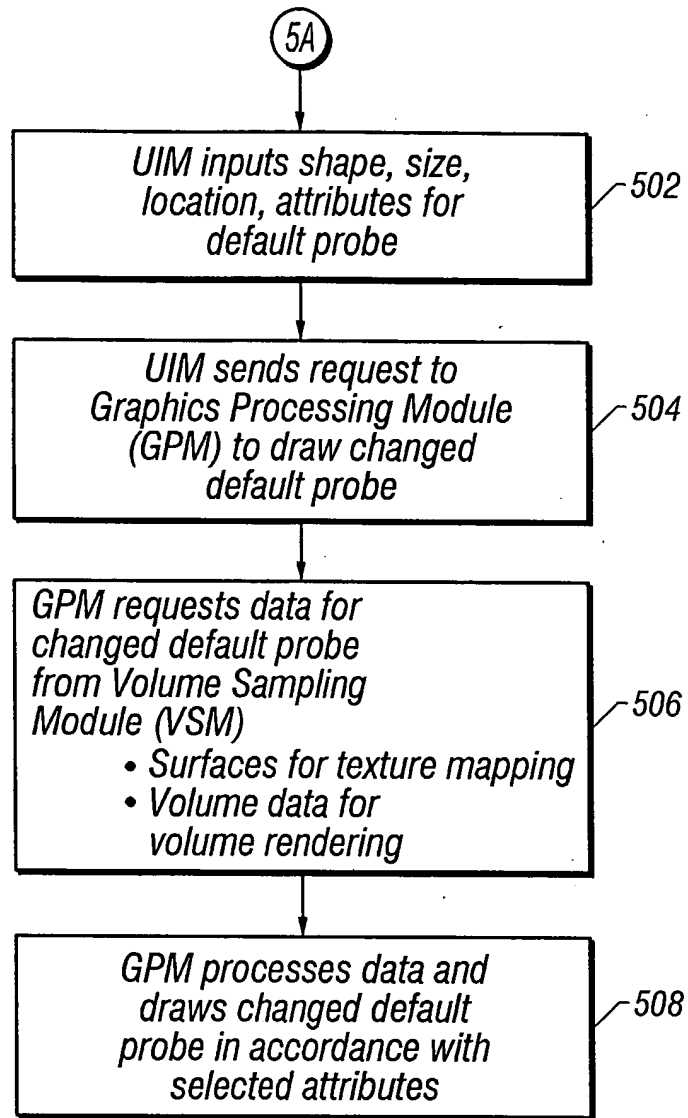 5A
UIM inputs shape, size,
location, attributes for
default probe
502
UIM sends request to
Graphics Processing Module
(GPM) to draw changed
default probe
504
GPM requests data for
changed default probe
from Volume Sampling
Module (VSM)
• Surfaces for texture mapping
• Volume data for
volume rendering
506
GPM processes data and
draws changed default
probe in accordance with
selected attributes
508